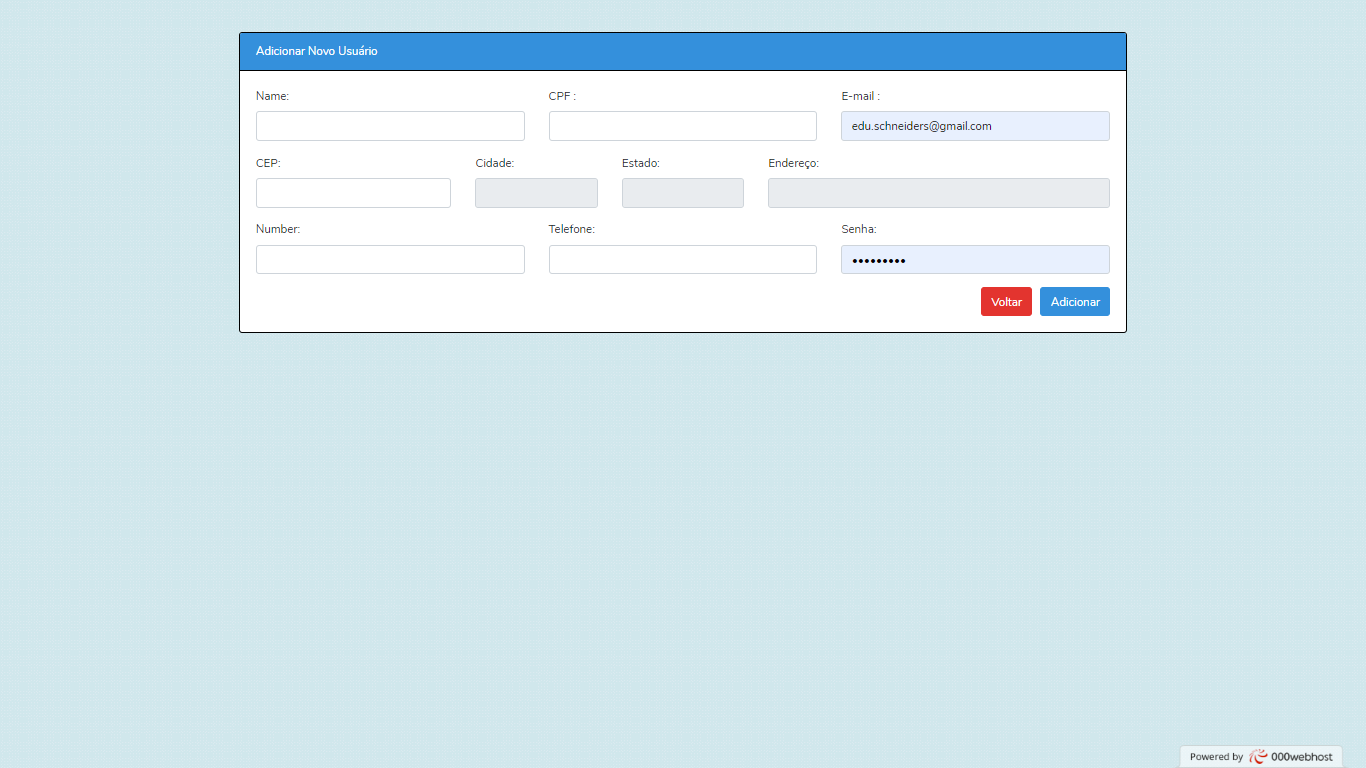 Adicionar Novo Usuário
Name: CPF : E-mail :
edu.schneiders@gmail.com
CEP: Cidade: Estado: Endereço:
Number: Telefone: Senha:
•••••••••
Voltar Adicionar
Powered by 000webhost